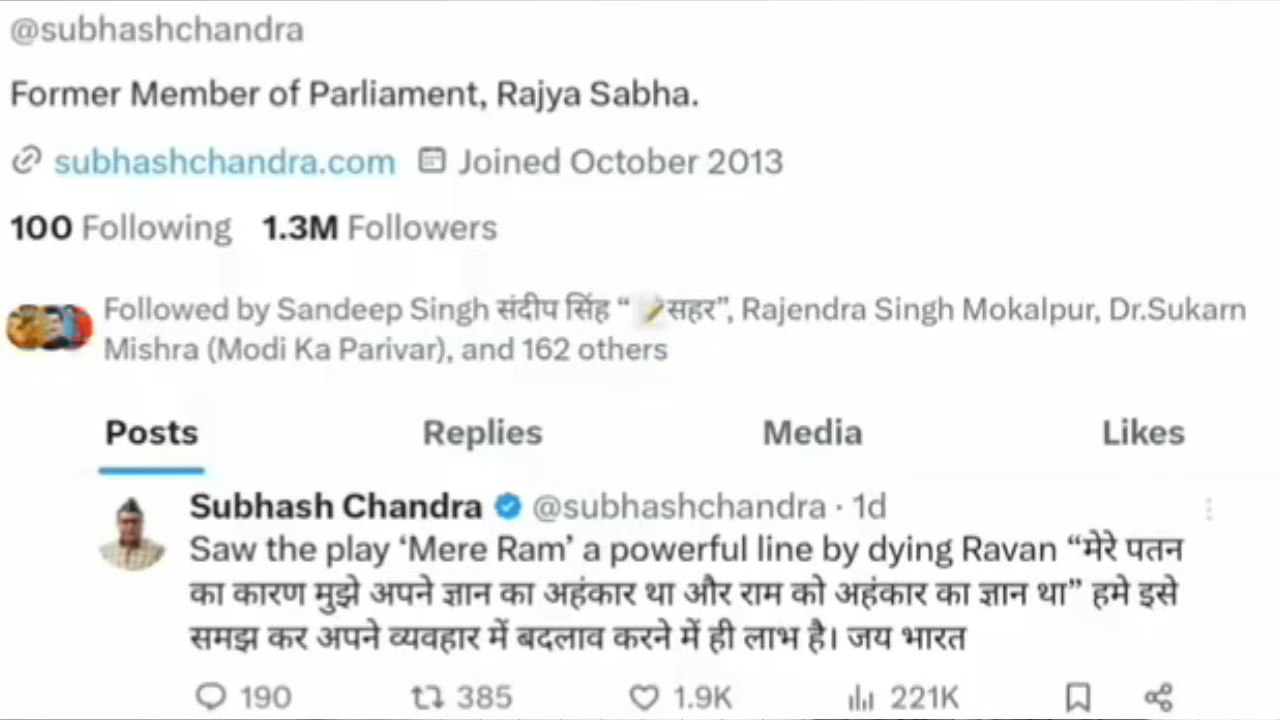 @subhashchandra
Former Member of Parliament, Rajya Sabha.
subhashchandra.com Joined October 2013
100 Following 1.3M Followers
Followed by Sandeep Singh संदीप सिंह “📝सहर”, Rajendra Singh Mokalpur, Dr.Sukarn
Mishra (Modi Ka Parivar), and 162 others
Posts Replies Media Likes
Subhash Chandra @subhashchandra · 1d
Saw the play ‘Mere Ram’ a powerful line by dying Ravan “मेरे पतन
का कारण मुझे अपने ज्ञान का अहंकार था और राम को अहंकार का ज्ञान था” हमे इसे
समझ कर अपने व्यवहार में बदलाव करने में ही लाभ है। जय भारत
190 385 1.9K 221K